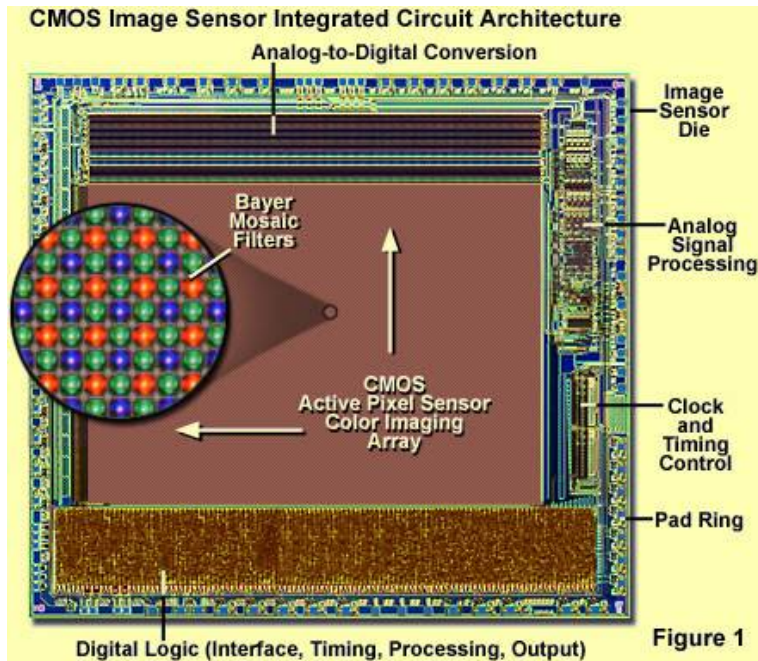 CMOS Image Sensor Integrated Circuit Architecture
Analog-to-Digital Conversion
Image
Sensor
Die
Bayer
Mosaic
Filters
Analog
Signal
Processing
CMOS
Active Pixel Sensor
Color Imaging
Array
Clock
and
Timing
Control
Pad Ring
Digital Logic (Interface, Timing, Processing, Output)
Figure 1